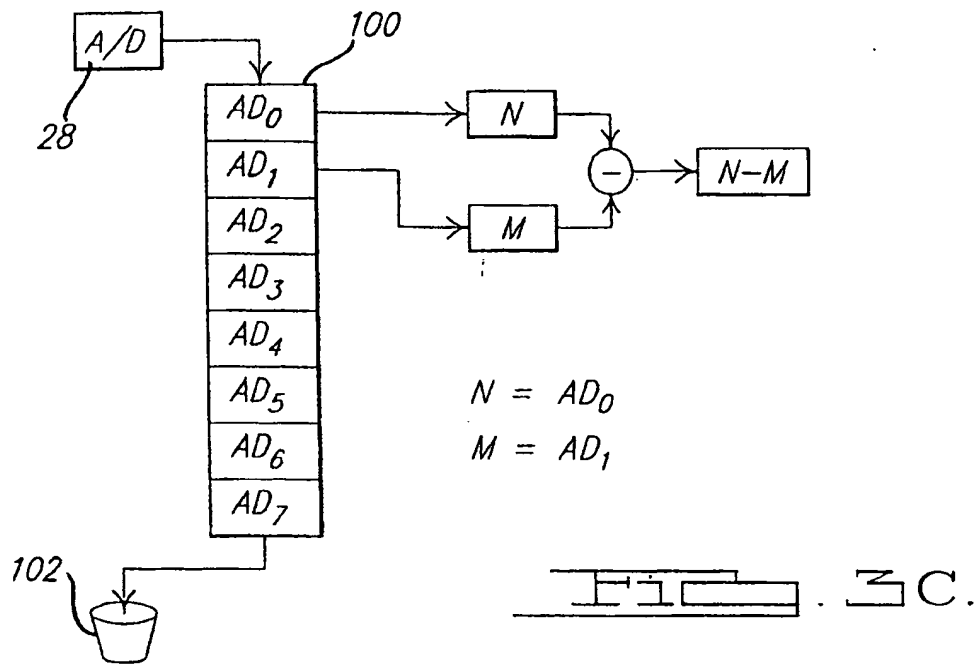 A/D
28
100
AD0
AD1
AD2
AD3
AD4
AD5
AD6
AD7
N
M
−
N−M
N = AD0
M = AD1
102
FIG. 3C.